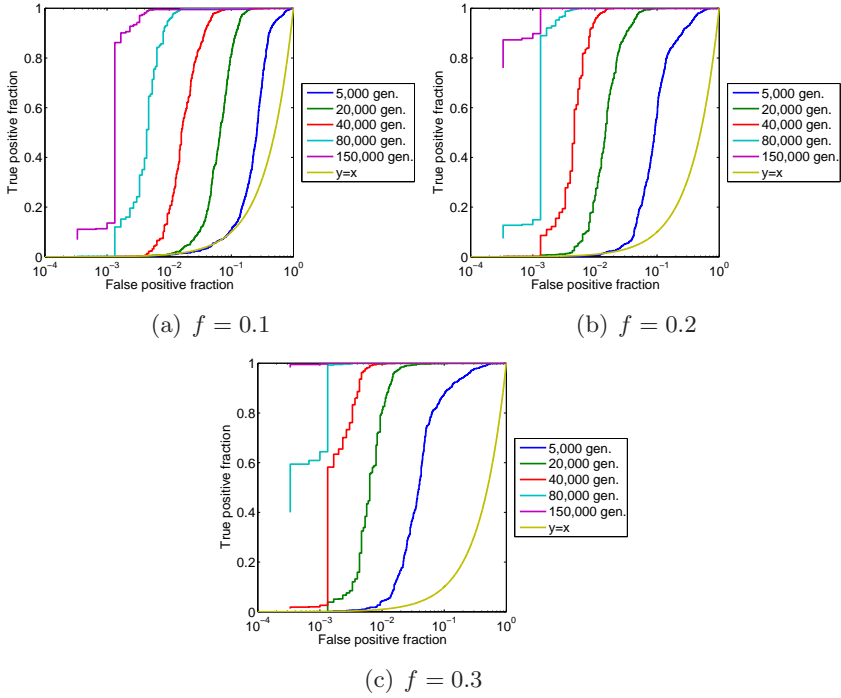 1
0.8
0.6
0.4
0.2
0
True positive fraction
10⁻⁴ 10⁻³ 10⁻² 10⁻¹ 10⁰
False positive fraction
5,000 gen.
20,000 gen.
40,000 gen.
80,000 gen.
150,000 gen.
y=x
(a) f = 0.1
1
0.8
0.6
0.4
0.2
0
True positive fraction
10⁻⁴ 10⁻³ 10⁻² 10⁻¹ 10⁰
False positive fraction
5,000 gen.
20,000 gen.
40,000 gen.
80,000 gen.
150,000 gen.
y=x
(b) f = 0.2
1
0.8
0.6
0.4
0.2
0
True positive fraction
10⁻⁴ 10⁻³ 10⁻² 10⁻¹ 10⁰
False positive fraction
5,000 gen.
20,000 gen.
40,000 gen.
80,000 gen.
150,000 gen.
y=x
(c) f = 0.3